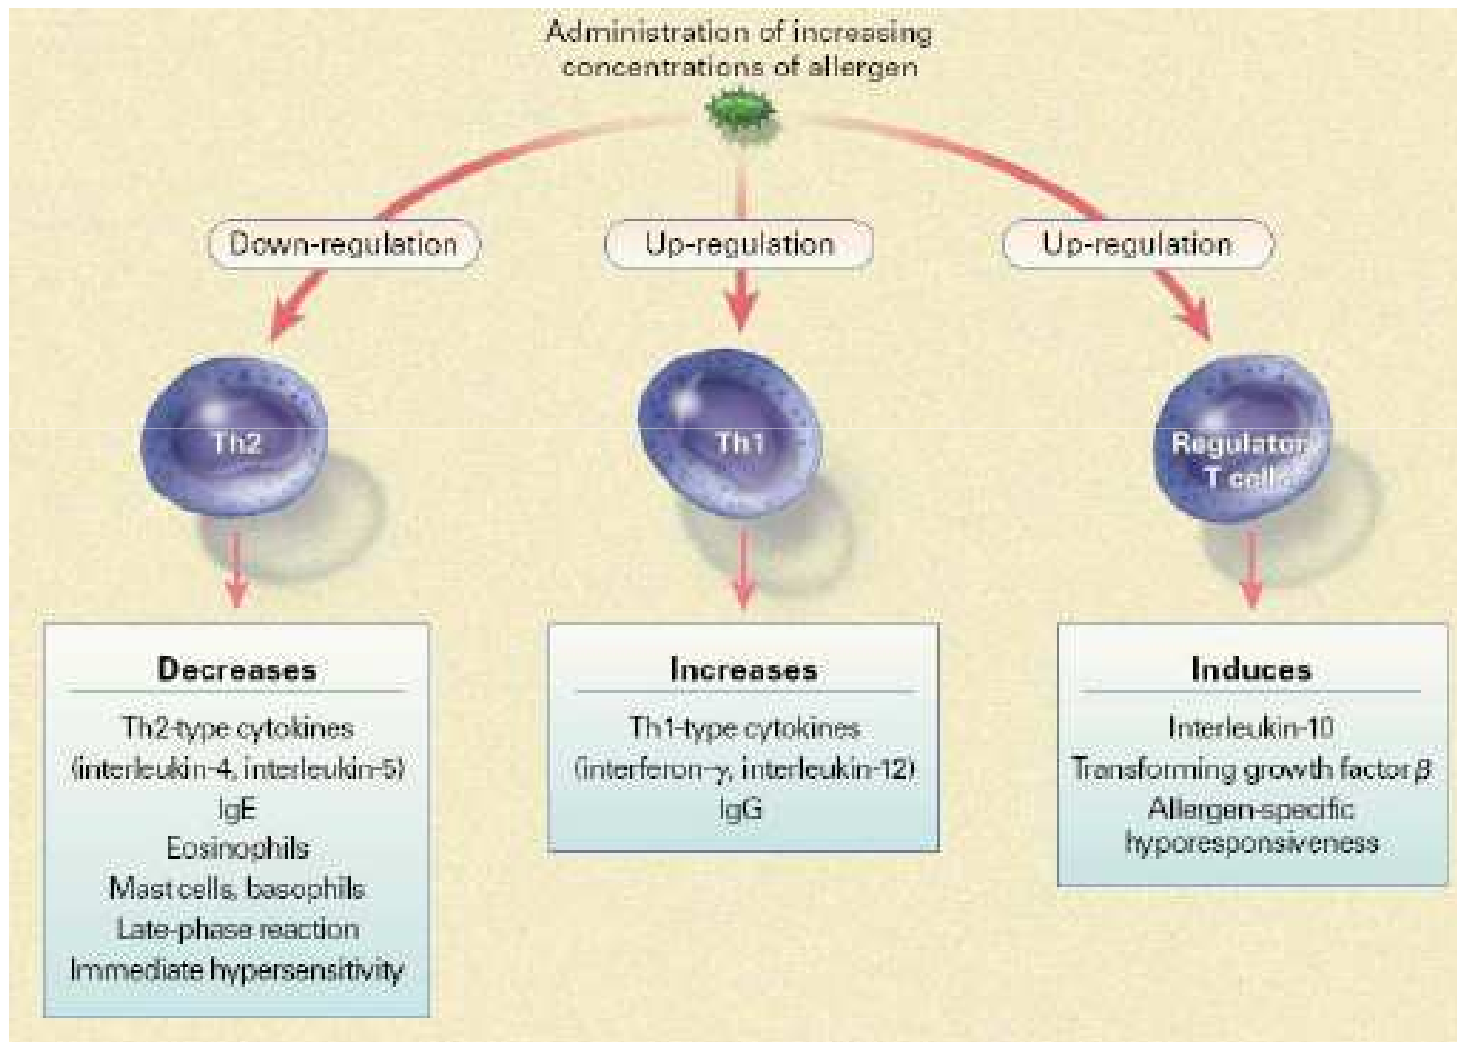 Administration of increasing
concentrations of allergen
Down-regulation
Up-regulation
Up-regulation
Th2
Th1
Regulatory
T cells
Decreases
Th2-type cytokines
(interleukin-4, interleukin-5)
IgE
Eosinophils
Mast cells, basophils
Late-phase reaction
Immediate hypersensitivity
Increases
Th1-type cytokines
(interferon-γ, interleukin-12)
IgG
Induces
Interleukin-10
Transforming growth factor β
Allergen-specific
hyporesponsiveness